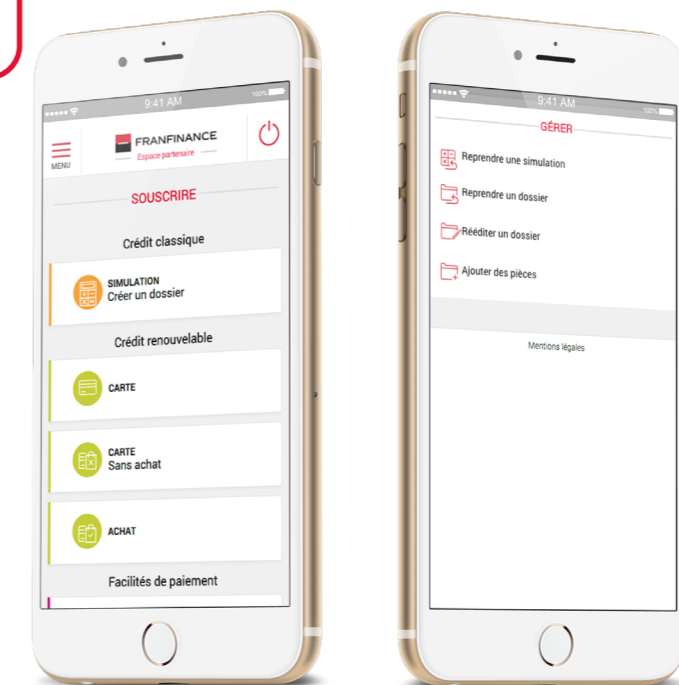 9:41 AM
100%
MENU
FRANFINANCE
Espace partenaire
SOUSCRIRE
Crédit classique
SIMULATION
Créer un dossier
Crédit renouvelable
CARTE
CARTE
Sans achat
ACHAT
Facilités de paiement
9:41 AM
100%
GÉRER
Reprendre une simulation
Reprendre un dossier
Rééditer un dossier
Ajouter des pièces
Mentions légales